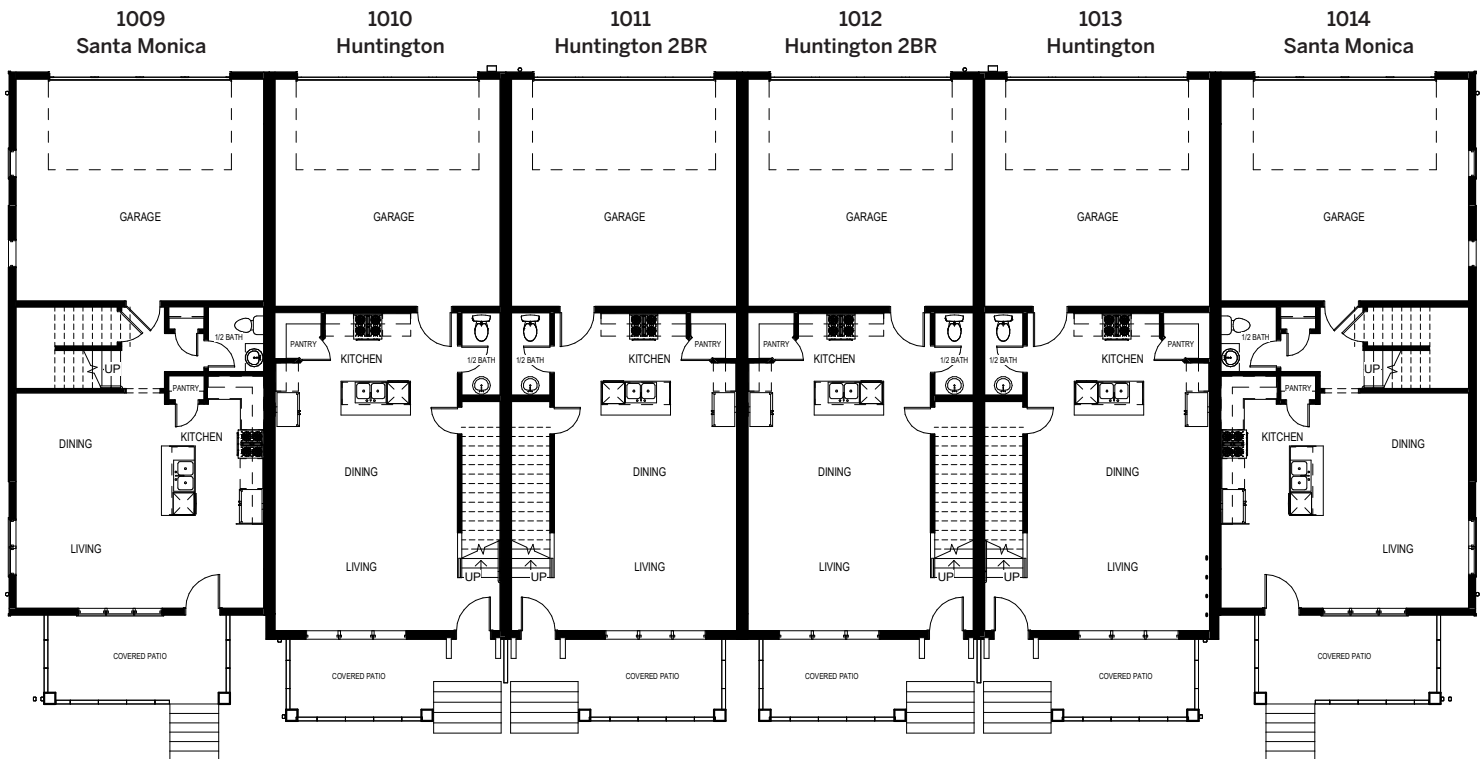 1009
Santa Monica
1010
Huntington
1011
Huntington 2BR
1012
Huntington 2BR
1013
Huntington
1014
Santa Monica
GARAGE
GARAGE
GARAGE
GARAGE
GARAGE
GARAGE
1/2 BATH
UP
PANTRY
KITCHEN
DINING
LIVING
COVERED PATIO
PANTRY
KITCHEN
1/2 BATH
DINING
LIVING
UP
COVERED PATIO
1/2 BATH
KITCHEN
PANTRY
DINING
LIVING
UP
COVERED PATIO
PANTRY
KITCHEN
1/2 BATH
DINING
LIVING
UP
COVERED PATIO
1/2 BATH
KITCHEN
PANTRY
DINING
LIVING
UP
COVERED PATIO
1/2 BATH
UP
PANTRY
KITCHEN
DINING
LIVING
COVERED PATIO